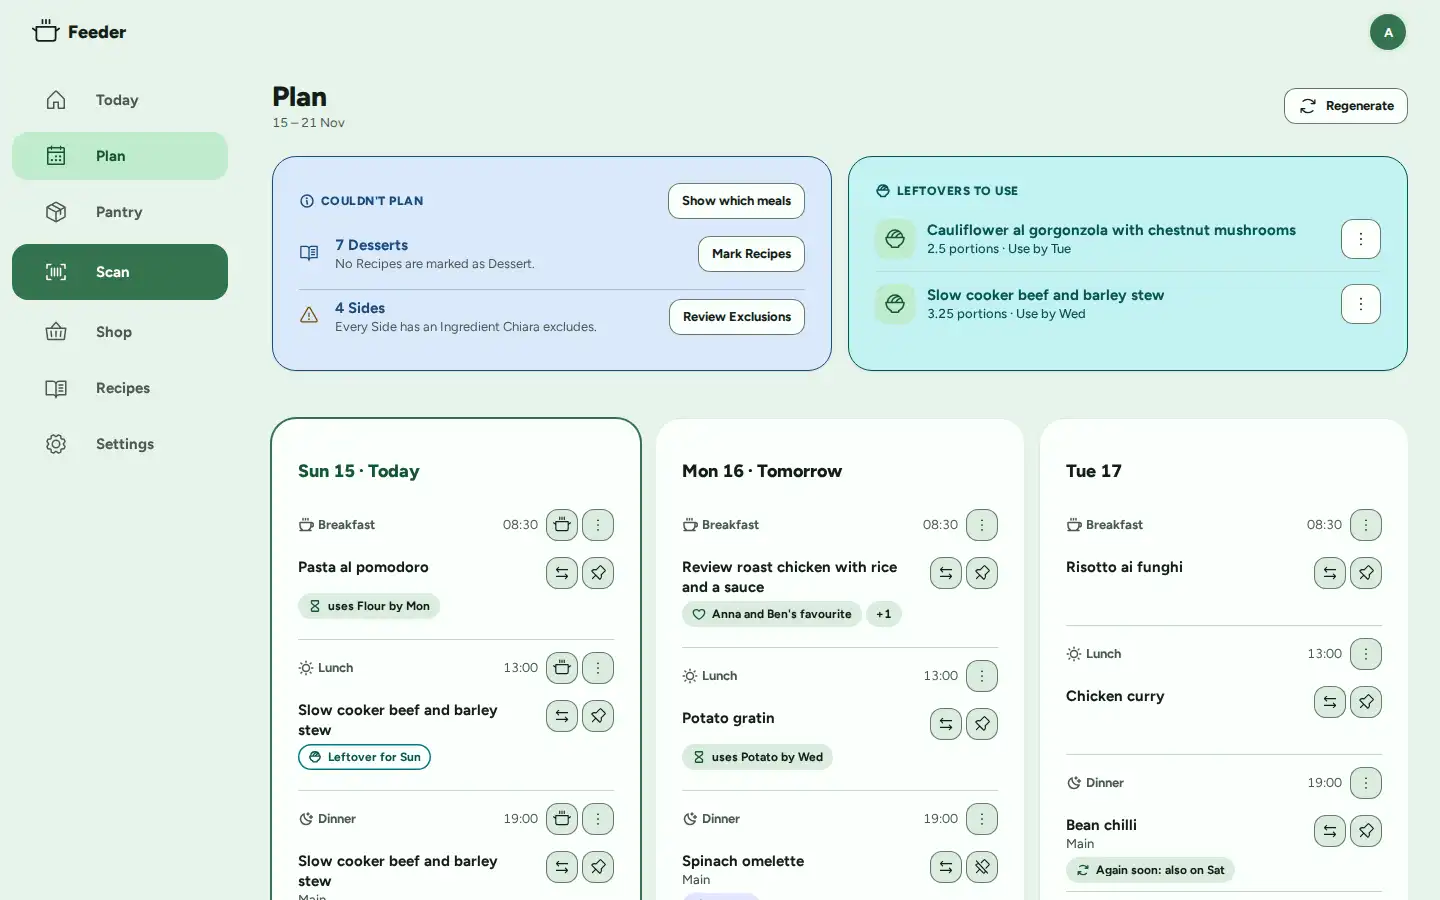 Feeder
A
Today
Plan
Pantry
Scan
Shop
Recipes
Settings
Plan
15 – 21 Nov
Regenerate
COULDN'T PLAN
Show which meals
7 Desserts
No Recipes are marked as Dessert.
Mark Recipes
4 Sides
Every Side has an Ingredient Chiara excludes.
Review Exclusions
LEFTOVERS TO USE
Cauliflower al gorgonzola with chestnut mushrooms
2.5 portions · Use by Tue
Slow cooker beef and barley stew
3.25 portions · Use by Wed
Sun 15 · Today
Breakfast 08:30
Pasta al pomodoro
uses Flour by Mon
Lunch 13:00
Slow cooker beef and barley
stew
Leftover for Sun
Dinner 19:00
Slow cooker beef and barley
stew
Main
Mon 16 · Tomorrow
Breakfast 08:30
Review roast chicken with rice
and a sauce
Anna and Ben's favourite +1
Lunch 13:00
Potato gratin
uses Potato by Wed
Dinner 19:00
Spinach omelette
Main
Tue 17
Breakfast 08:30
Risotto ai funghi
Lunch 13:00
Chicken curry
Dinner 19:00
Bean chilli
Main
Again soon: also on Sat